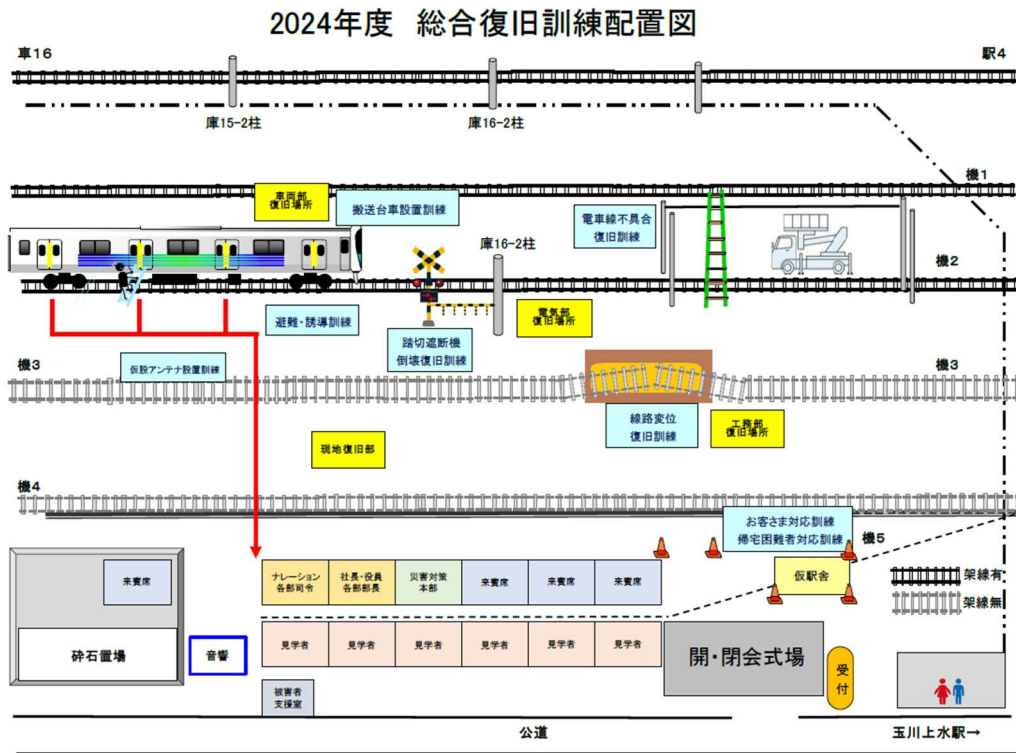 2024年度 総合復旧訓練配置図
車16
駅4
庫15-2柱
庫16-2柱
機1
車両部
復旧場所
搬送台車設置訓練
電車線不具合
復旧訓練
庫16-2柱
機2
避難・誘導訓練
電気部
復旧場所
踏切遮断機
倒壊復旧訓練
機3
仮設アンテナ設置訓練
機3
線路変位
復旧訓練
工務部
復旧場所
現地復旧部
機4
お客さま対応訓練
帰宅困難者対応訓練
機5
来賓席
ナレーション
各部司令
社長・役員
各部部長
災害対策
本部
来賓席
来賓席
来賓席
仮駅舎
架線有
架線無
砕石置場
音響
見学者
見学者
見学者
見学者
見学者
見学者
開・閉会式場
受付
被害者
支援室
公道
玉川上水駅→